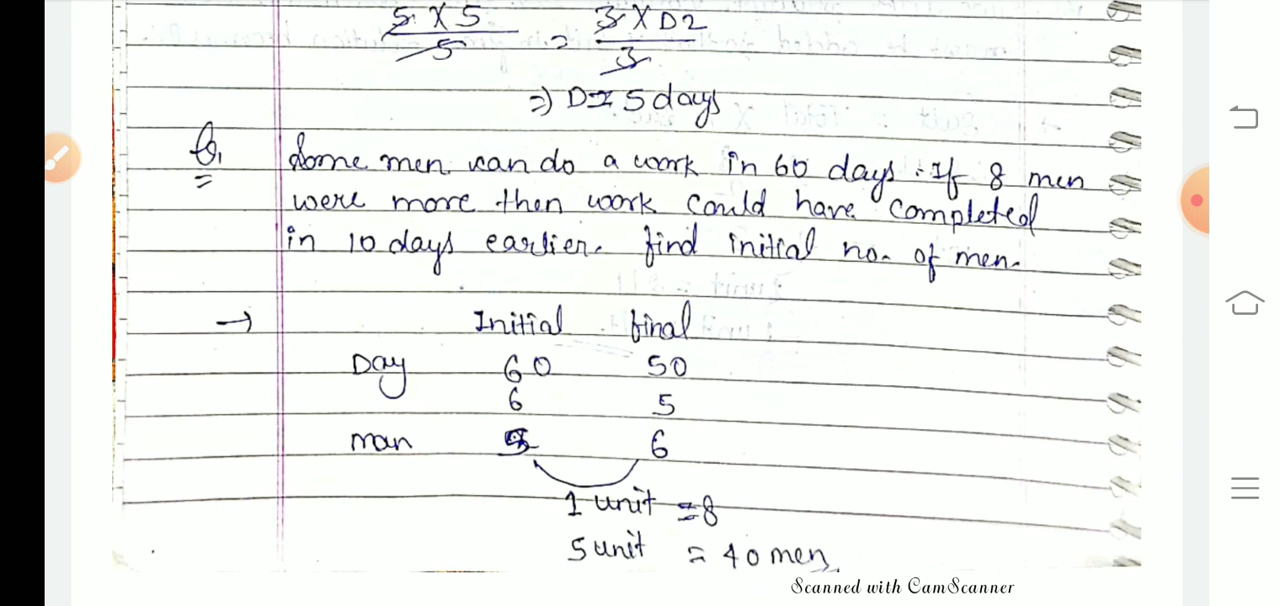 5 X 5 = 3 X D2
5 3
=) D2 = 5 days
Q. Some men can do a work in 60 days. If 8 men
were more then work could have completed
in 10 days earlier. find initial no. of men.
→ Initial final
Day 60 50
6 5
man 5 6
1 unit = 8
5 unit = 40 men.
Scanned with CamScanner